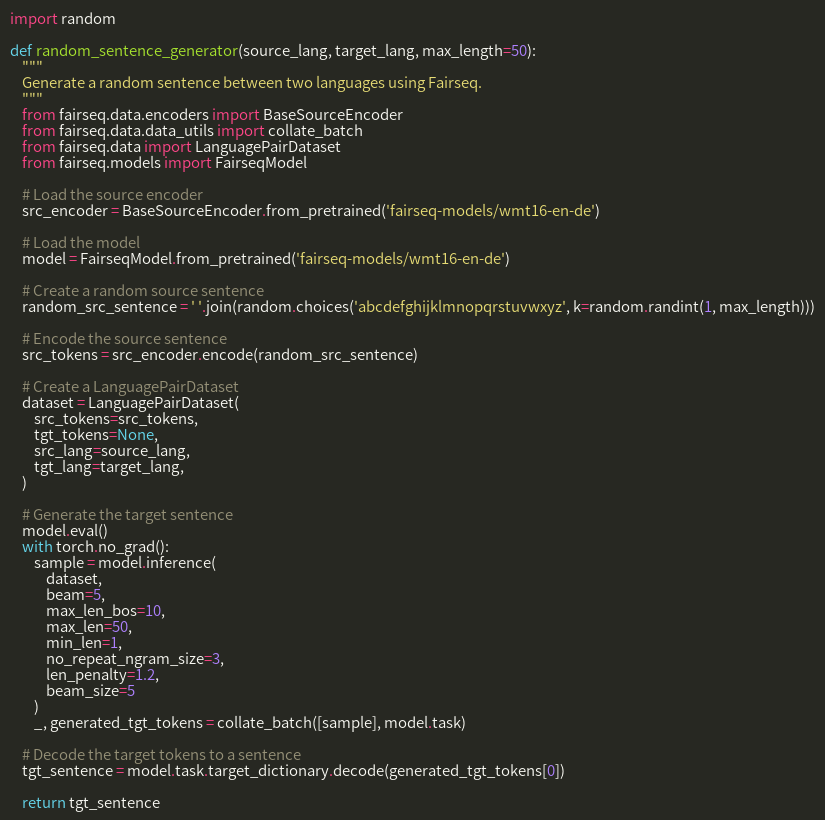 import random

def random_sentence_generator(source_lang, target_lang, max_length=50):
    """
    Generate a random sentence between two languages using Fairseq.
    """
    from fairseq.data.encoders import BaseSourceEncoder
    from fairseq.data.data_utils import collate_batch
    from fairseq.data import LanguagePairDataset
    from fairseq.models import FairseqModel

    # Load the source encoder
    src_encoder = BaseSourceEncoder.from_pretrained('fairseq-models/wmt16-en-de')

    # Load the model
    model = FairseqModel.from_pretrained('fairseq-models/wmt16-en-de')

    # Create a random source sentence
    random_src_sentence = ' '.join(random.choices('abcdefghijklmnopqrstuvwxyz', k=random.randint(1, max_length)))

    # Encode the source sentence
    src_tokens = src_encoder.encode(random_src_sentence)

    # Create a LanguagePairDataset
    dataset = LanguagePairDataset(
        src_tokens=src_tokens,
        tgt_tokens=None,
        src_lang=source_lang,
        tgt_lang=target_lang,
    )

    # Generate the target sentence
    model.eval()
    with torch.no_grad():
        sample = model.inference(
            dataset,
            beam=5,
            max_len_bos=10,
            max_len=50,
            min_len=1,
            no_repeat_ngram_size=3,
            len_penalty=1.2,
            beam_size=5
        )
        _, generated_tgt_tokens = collate_batch([sample], model.task)

    # Decode the target tokens to a sentence
    tgt_sentence = model.task.target_dictionary.decode(generated_tgt_tokens[0])

    return tgt_sentence